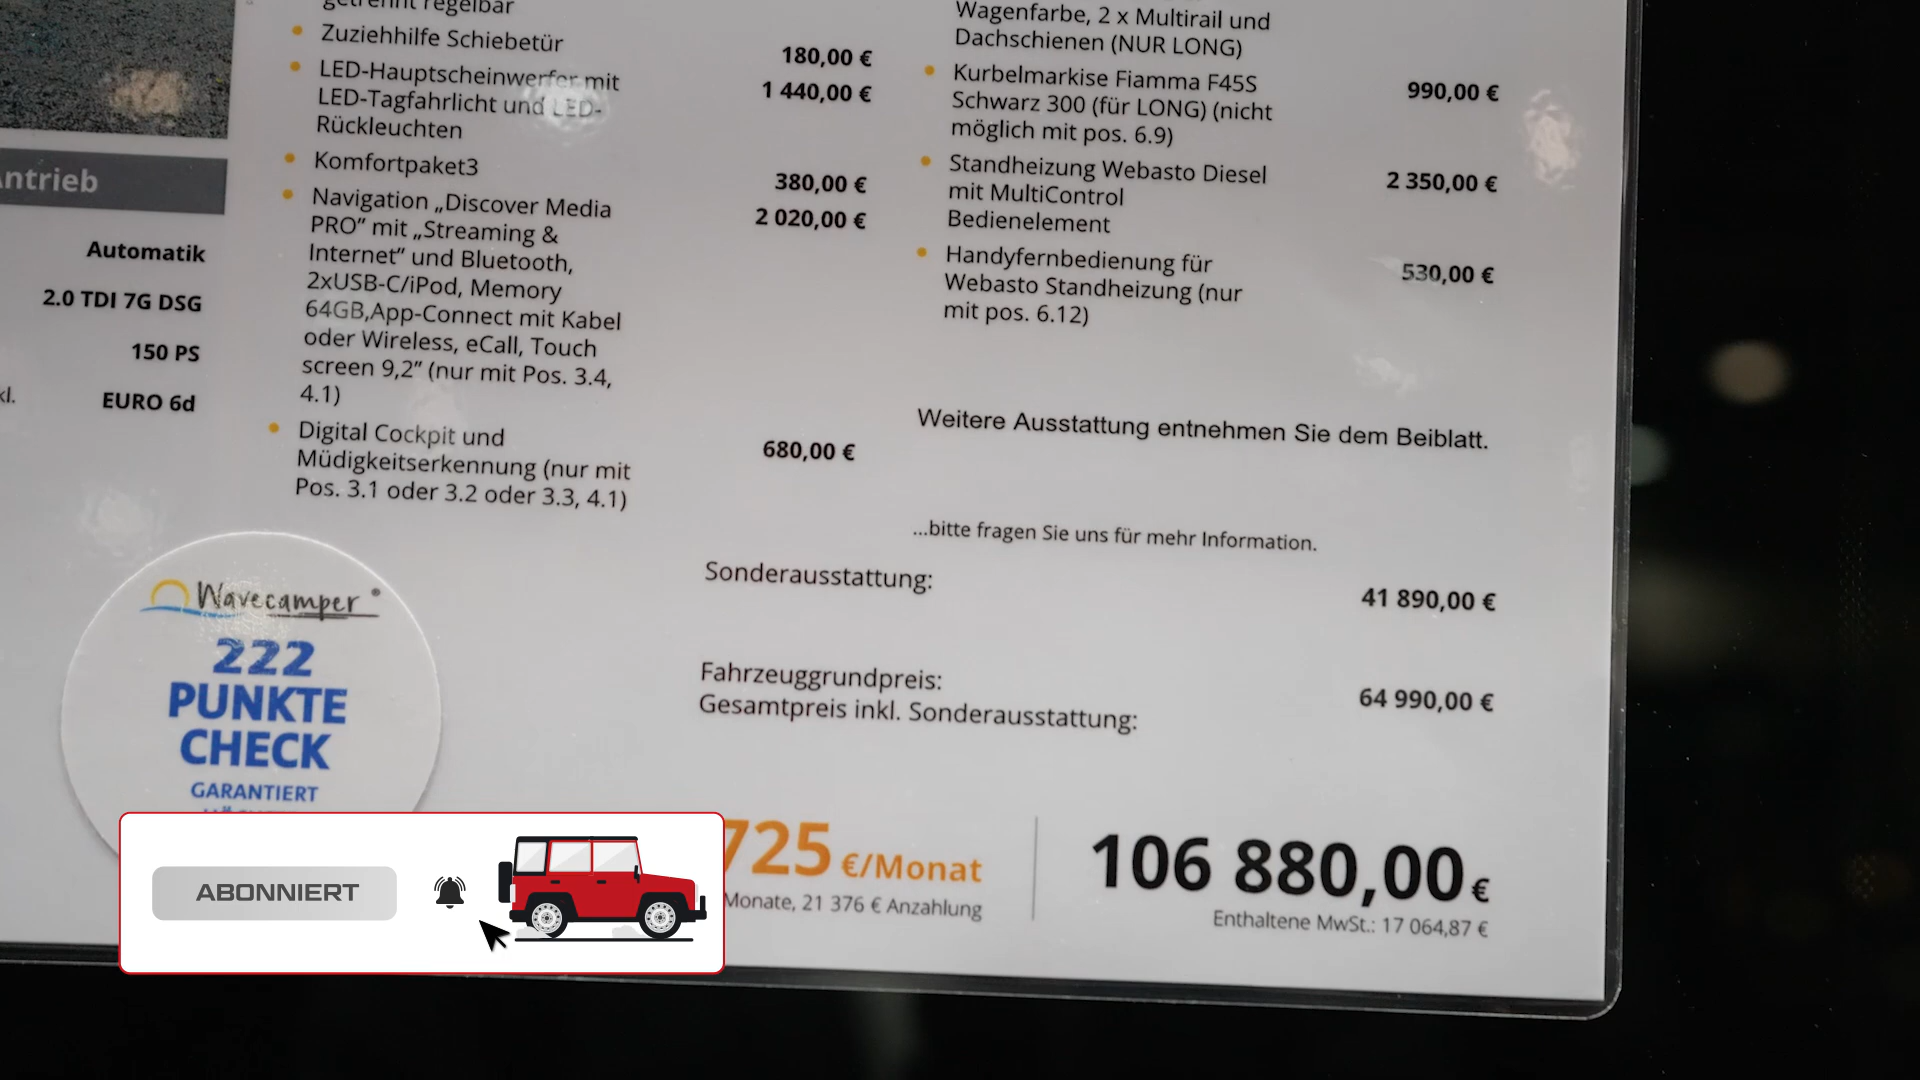 getrennt regelbar
Zuziehhilfe Schiebetür
180,00 €
LED-Hauptscheinwerfer mit
LED-Tagfahrlicht und LED-
Rückleuchten
1 440,00 €
Komfortpaket3
380,00 €
Navigation „Discover Media
PRO” mit „Streaming &
Internet“ und Bluetooth,
2xUSB-C/iPod, Memory
64GB,App-Connect mit Kabel
oder Wireless, eCall, Touch
screen 9,2” (nur mit Pos. 3.4,
4.1)
2 020,00 €
Digital Cockpit und
Müdigkeitserkennung (nur mit
Pos. 3.1 oder 3.2 oder 3.3, 4.1)
680,00 €
Wagenfarbe, 2 x Multirail und
Dachschienen (NUR LONG)
Kurbelmarkise Fiamma F45S
Schwarz 300 (für LONG) (nicht
möglich mit pos. 6.9)
990,00 €
Standheizung Webasto Diesel
mit MultiControl
Bedienelement
2 350,00 €
Handyfernbedienung für
Webasto Standheizung (nur
mit pos. 6.12)
530,00 €
Weitere Ausstattung entnehmen Sie dem Beiblatt.
...bitte fragen Sie uns für mehr Information.
Sonderausstattung:
41 890,00 €
Fahrzeuggrundpreis:
64 990,00 €
Gesamtpreis inkl. Sonderausstattung:
725 €/Monat
Monate, 21 376 € Anzahlung
106 880,00 €
Enthaltene MwSt.: 17 064,87 €
Antrieb
Automatik
2.0 TDI 7G DSG
150 PS
EURO 6d
Wavecamper
222
PUNKTE
CHECK
GARANTIERT
ABONNIERT